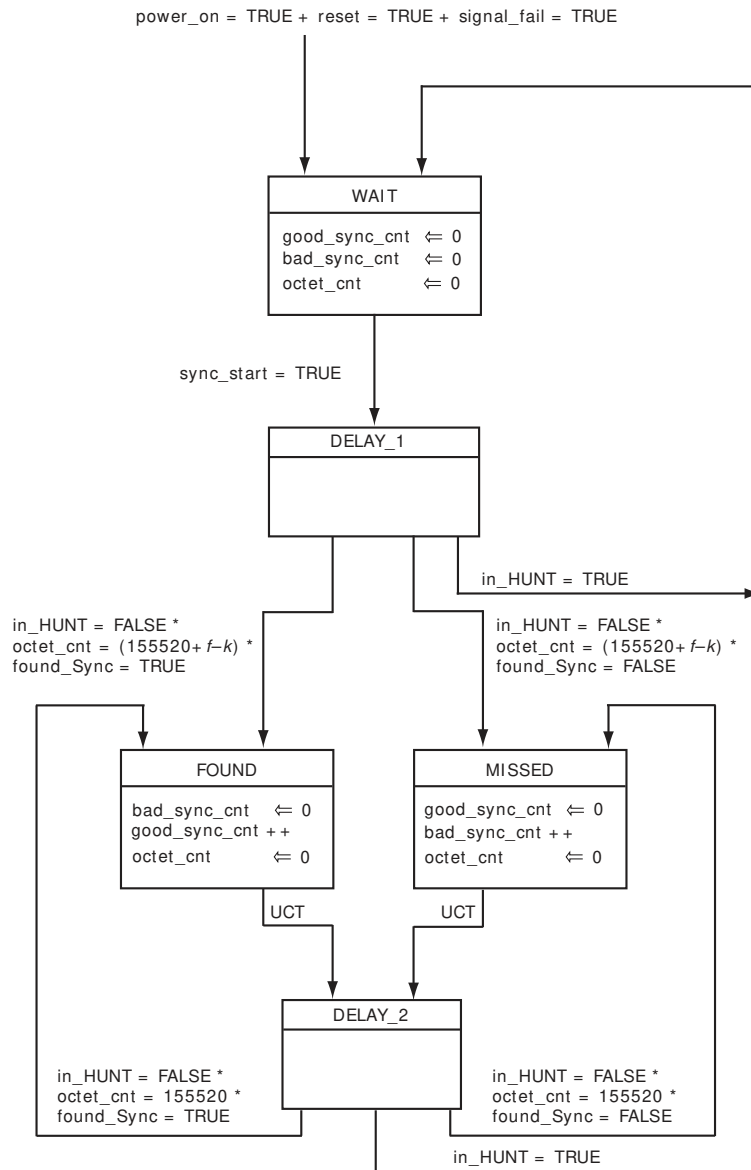 power_on = TRUE + reset = TRUE + signal_fail = TRUE
WAIT
good_sync_cnt ⇐ 0
bad_sync_cnt ⇐ 0
octet_cnt ⇐ 0
sync_start = TRUE
DELAY_1
in_HUNT = TRUE
in_HUNT = FALSE *
octet_cnt = (155520+ f–k) *
found_Sync = TRUE
in_HUNT = FALSE *
octet_cnt = (155520+ f–k) *
found_Sync = FALSE
FOUND
bad_sync_cnt ⇐ 0
good_sync_cnt + +
octet_cnt ⇐ 0
MISSED
good_sync_cnt ⇐ 0
bad_sync_cnt + +
octet_cnt ⇐ 0
UCT
UCT
DELAY_2
in_HUNT = FALSE *
octet_cnt = 155520 *
found_Sync = TRUE
in_HUNT = FALSE *
octet_cnt = 155520 *
found_Sync = FALSE
in_HUNT = TRUE